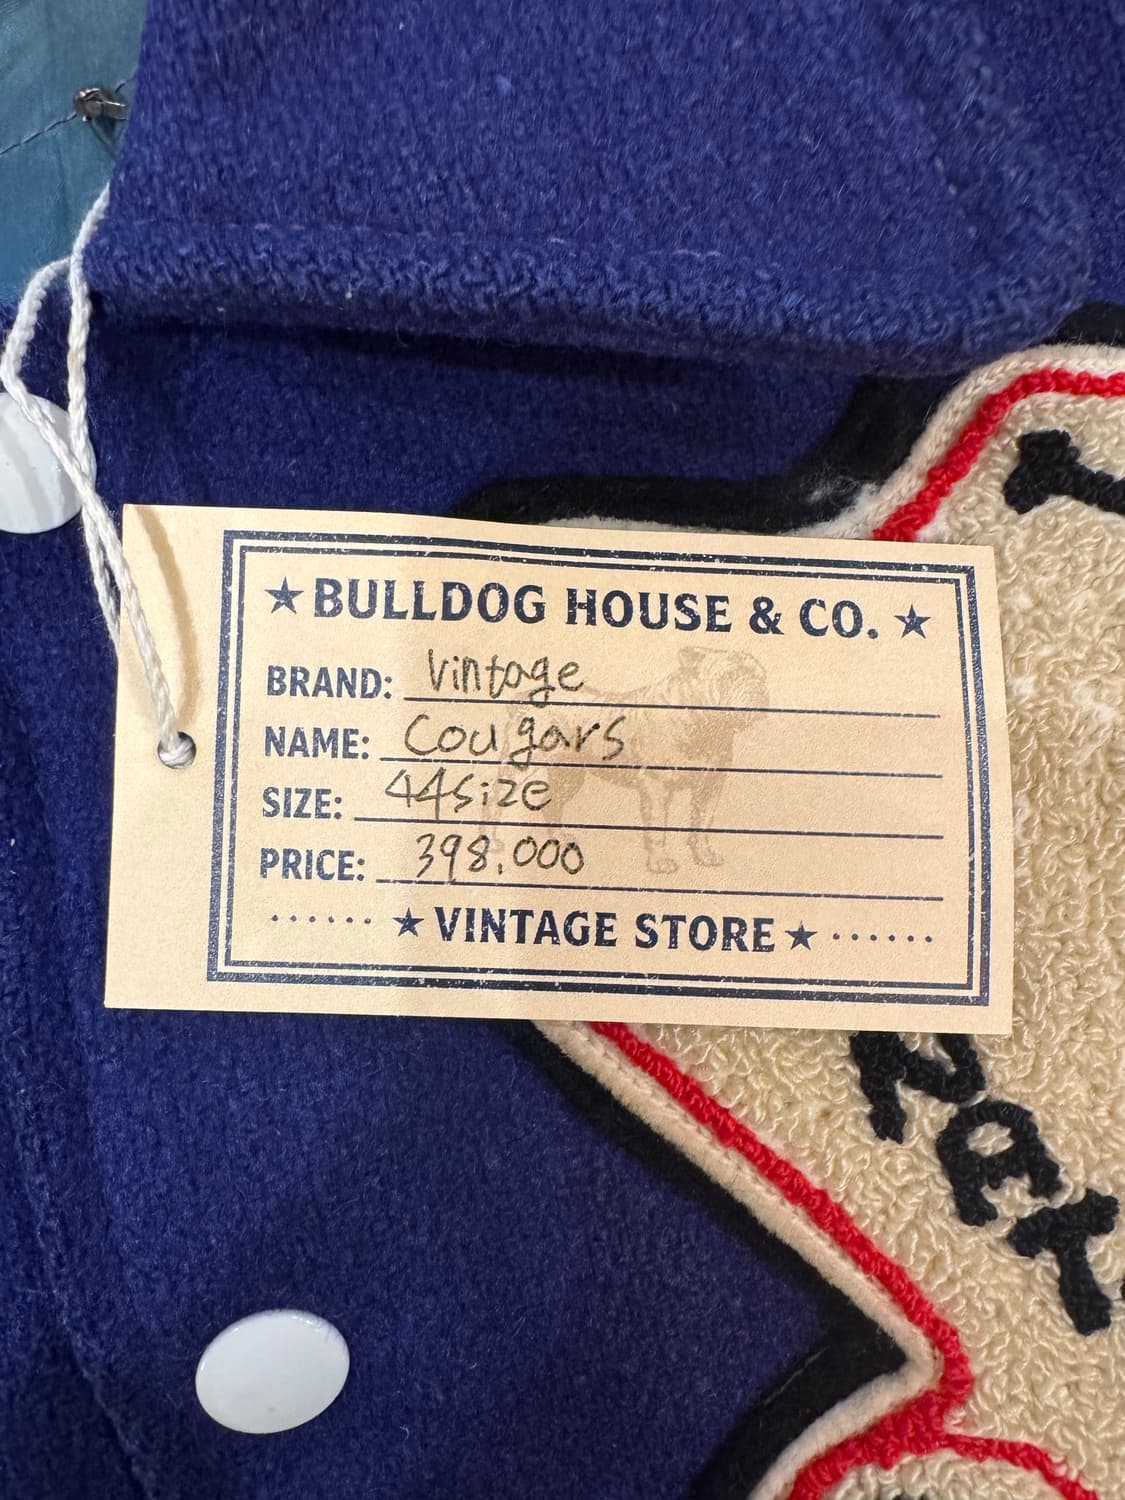 ★ BULLDOG HOUSE & CO. ★
BRAND: Vintage
NAME: Cougars
SIZE: 44size
PRICE: 398,000
······ ★ VINTAGE STORE ★ ······